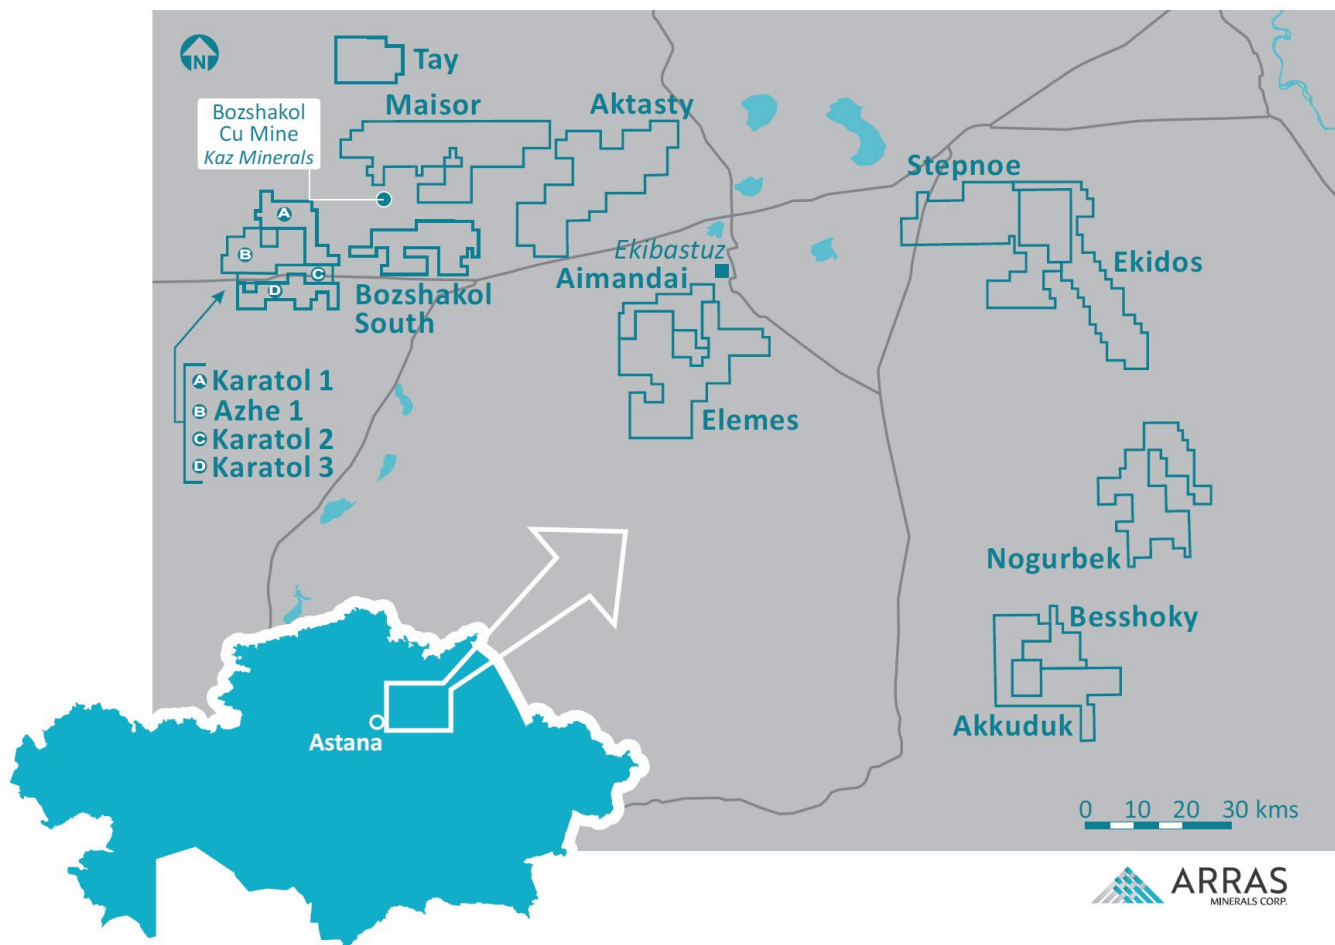 N
Tay
Maisor
Aktasty
Bozshakol
Cu Mine
Kaz Minerals
Stepnoe
A
B
C
D
Ekibastuz
Aimandai
Ekidos
Bozshakol
South
A Karatol 1
B Azhe 1
C Karatol 2
D Karatol 3
Elemes
Nogurbek
Besshoky
Akkuduk
Astana
0 10 20 30 kms
ARRAS
MINERALS CORP.